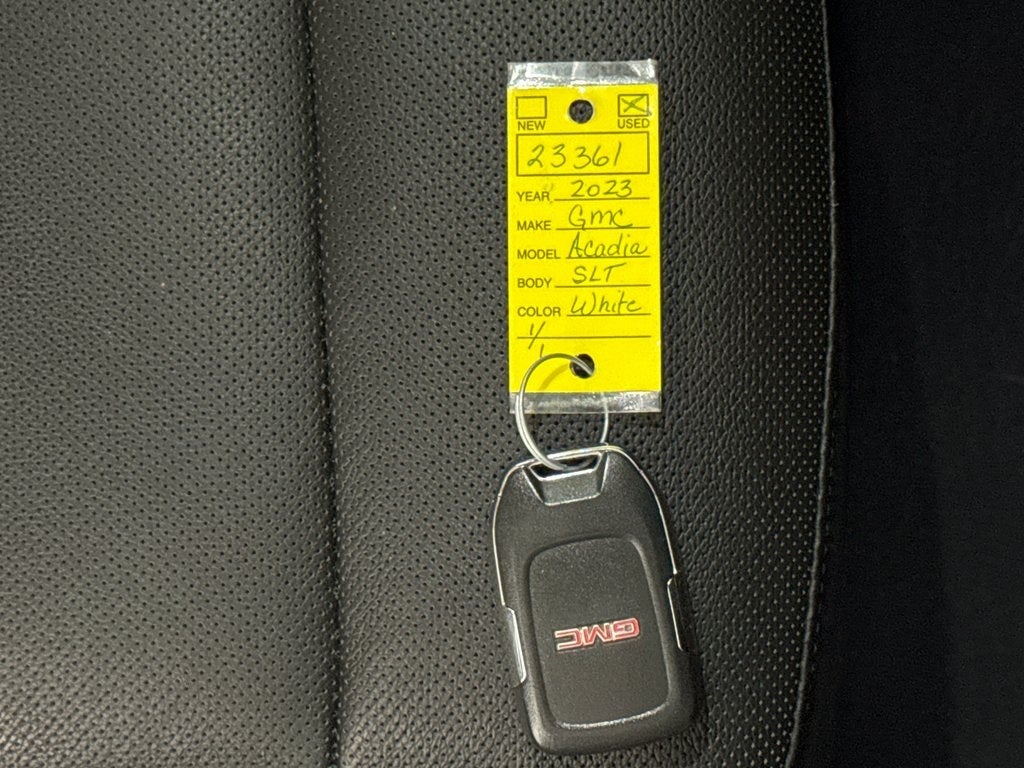 NEW USED
23361
YEAR 2023
MAKE Gmc
MODEL Acadia
BODY SLT
COLOR White
1/1
GMC